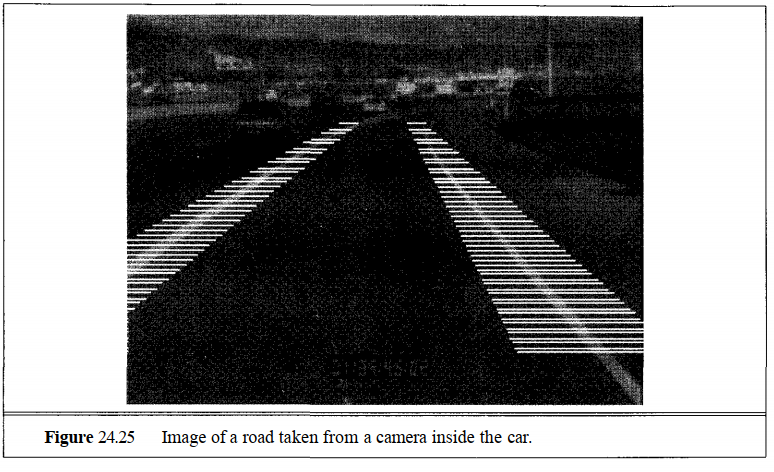 Figure 24.25 Image of a road taken from a camera inside the car.